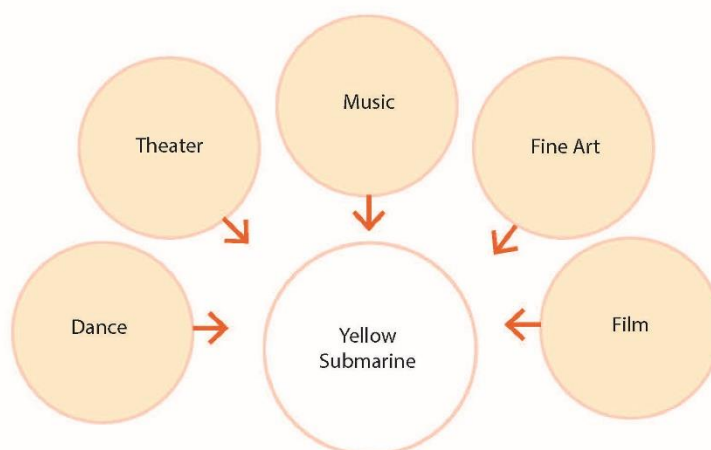 Music
Theater
Fine Art
Dance
Film
Yellow
Submarine